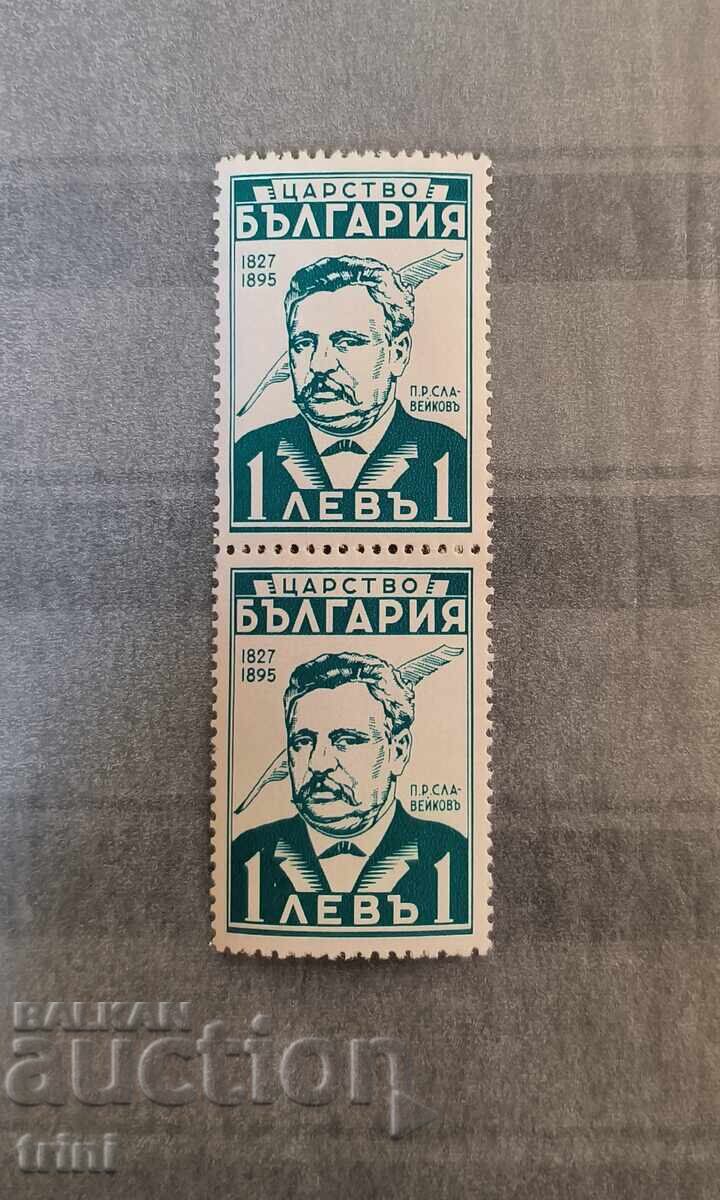 ЦАРСТВО
БЪЛГАРИЯ
1827
1895
П.Р.СЛА-
ВЕЙКОВЪ
1 ЛЕВЪ 1
ЦАРСТВО
БЪЛГАРИЯ
1827
1895
П.Р.СЛА-
ВЕЙКОВЪ
1 ЛЕВЪ 1
BALKAN
auction
trini